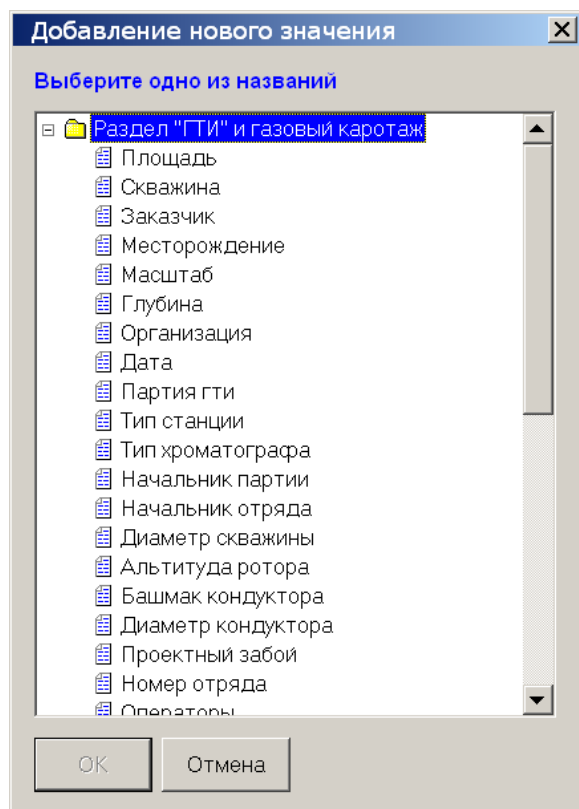 Добавление нового значения
Выберите одно из названий
Раздел "ГТИ" и газовый каротаж
Площадь
Скважина
Заказчик
Месторождение
Масштаб
Глубина
Организация
Дата
Партия гти
Тип станции
Тип хроматографа
Начальник партии
Начальник отряда
Диаметр скважины
Альтитуда ротора
Башмак кондуктора
Диаметр кондуктора
Проектный забой
Номер отряда
Операторы
OK
Отмена